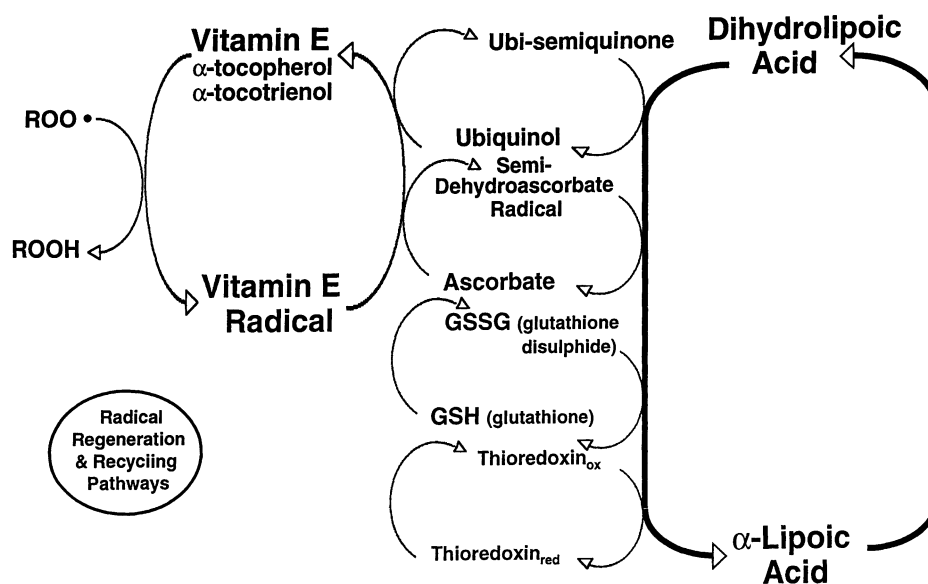 Vitamin E
α-tocopherol
α-tocotrienol
ROO •
ROOH
Vitamin E
Radical
Ubi-semiquinone
Ubiquinol
Semi-
Dehydroascorbate
Radical
Ascorbate
GSSG (glutathione
disulphide)
GSH (glutathione)
Thioredoxinox
Thioredoxinred
Dihydrolipoic
Acid
α-Lipoic
Acid
Radical
Regeneration
& Recyciing
Pathways